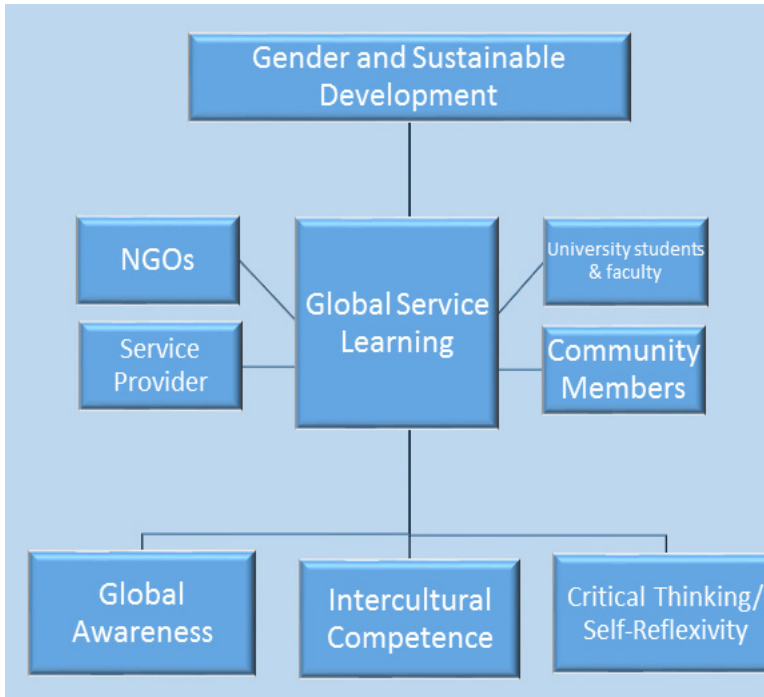 Gender and Sustainable
Development
NGOs
Global Service
Learning
University students
& faculty
Service
Provider
Community
Members
Global
Awareness
Intercultural
Competence
Critical Thinking/
Self-Reflexivity